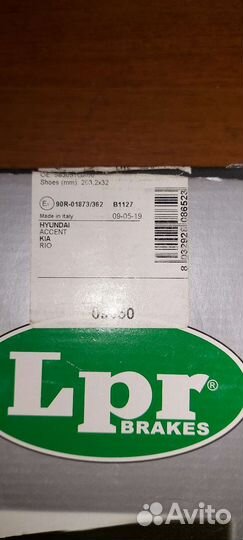 Shoes (mm): 203,2x32
E 90R-01873/362 B1127
Made in Italy 09-05-19
HYUNDAI
ACCENT
KIA
RIO
Lpr®
BRAKES
Avito